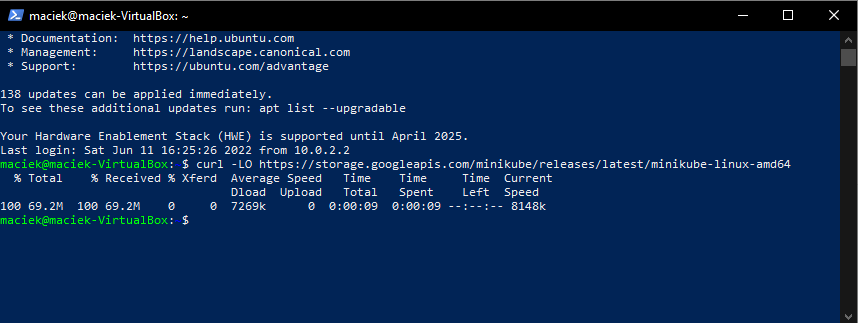 maciek@maciek-VirtualBox: ~
* Documentation:  https://help.ubuntu.com
* Management:     https://landscape.canonical.com
* Support:        https://ubuntu.com/advantage
138 updates can be applied immediately.
To see these additional updates run: apt list --upgradable
Your Hardware Enablement Stack (HWE) is supported until April 2025.
Last login: Sat Jun 11 16:25:26 2022 from 10.0.2.2
maciek@maciek-VirtualBox:~$ curl -LO https://storage.googleapis.com/minikube/releases/latest/minikube-linux-amd64
  % Total    % Received % Xferd  Average Speed   Time    Time     Time  Current
                                 Dload  Upload   Total   Spent    Left  Speed
100 69.2M  100 69.2M    0     0  7269k      0  0:00:09  0:00:09 --:--:-- 8148k
maciek@maciek-VirtualBox:~$